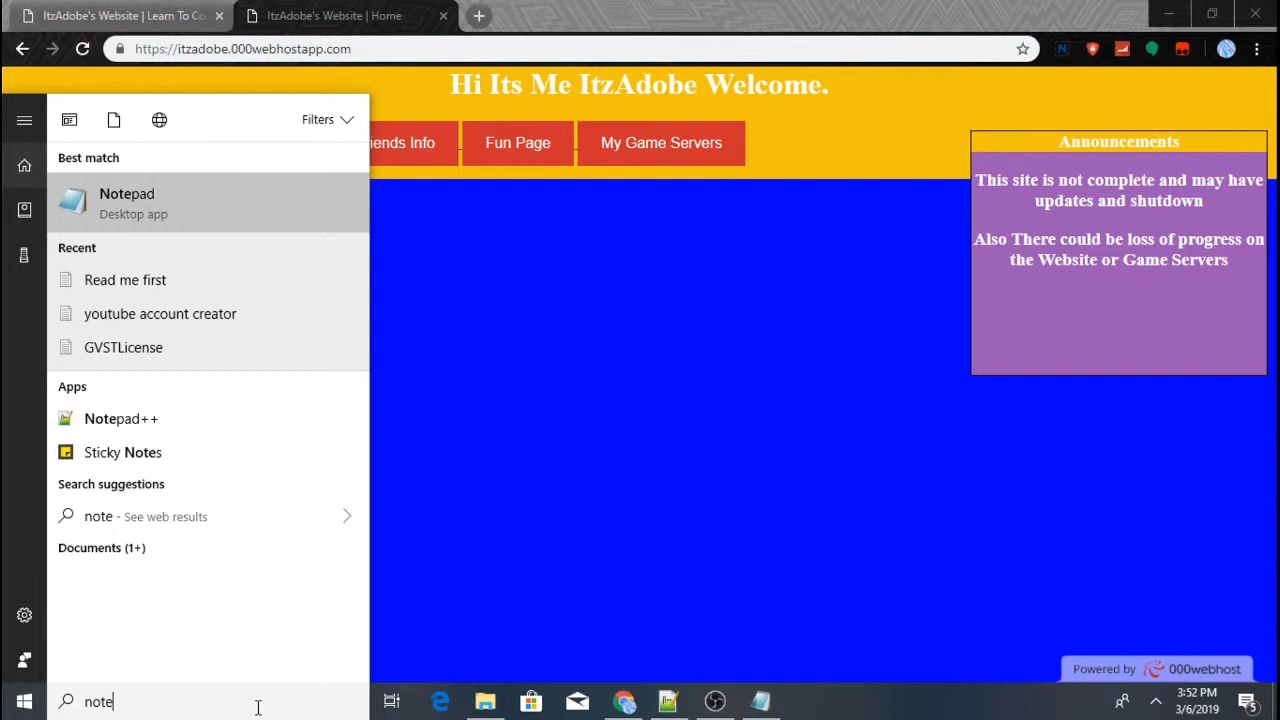 ItzAdobe's Website | Learn To Co
ItzAdobe's Website | Home
https://itzadobe.000webhostapp.com
Hi Its Me ItzAdobe Welcome.
iends Info
Fun Page
My Game Servers
Announcements
This site is not complete and may have
updates and shutdown
Also There could be loss of progress on
the Website or Game Servers
Filters
Best match
Notepad
Desktop app
Recent
Read me first
youtube account creator
GVSTLicense
Apps
Notepad++
Sticky Notes
Search suggestions
note - See web results
Documents (1+)
note
Powered by 000webhost
3:52 PM
3/6/2019
5